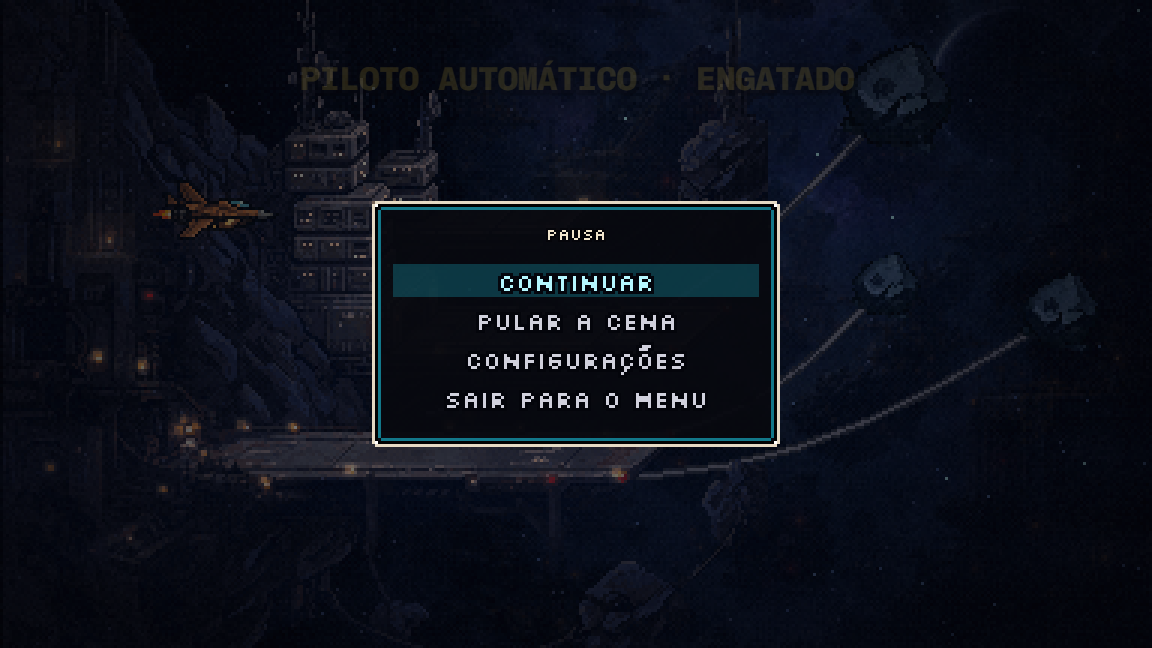 PILOTO AUTOMÁTICO · ENGATADO
PAUSA
CONTINUAR
PULAR A CENA
CONFIGURAÇÕES
SAIR PARA O MENU